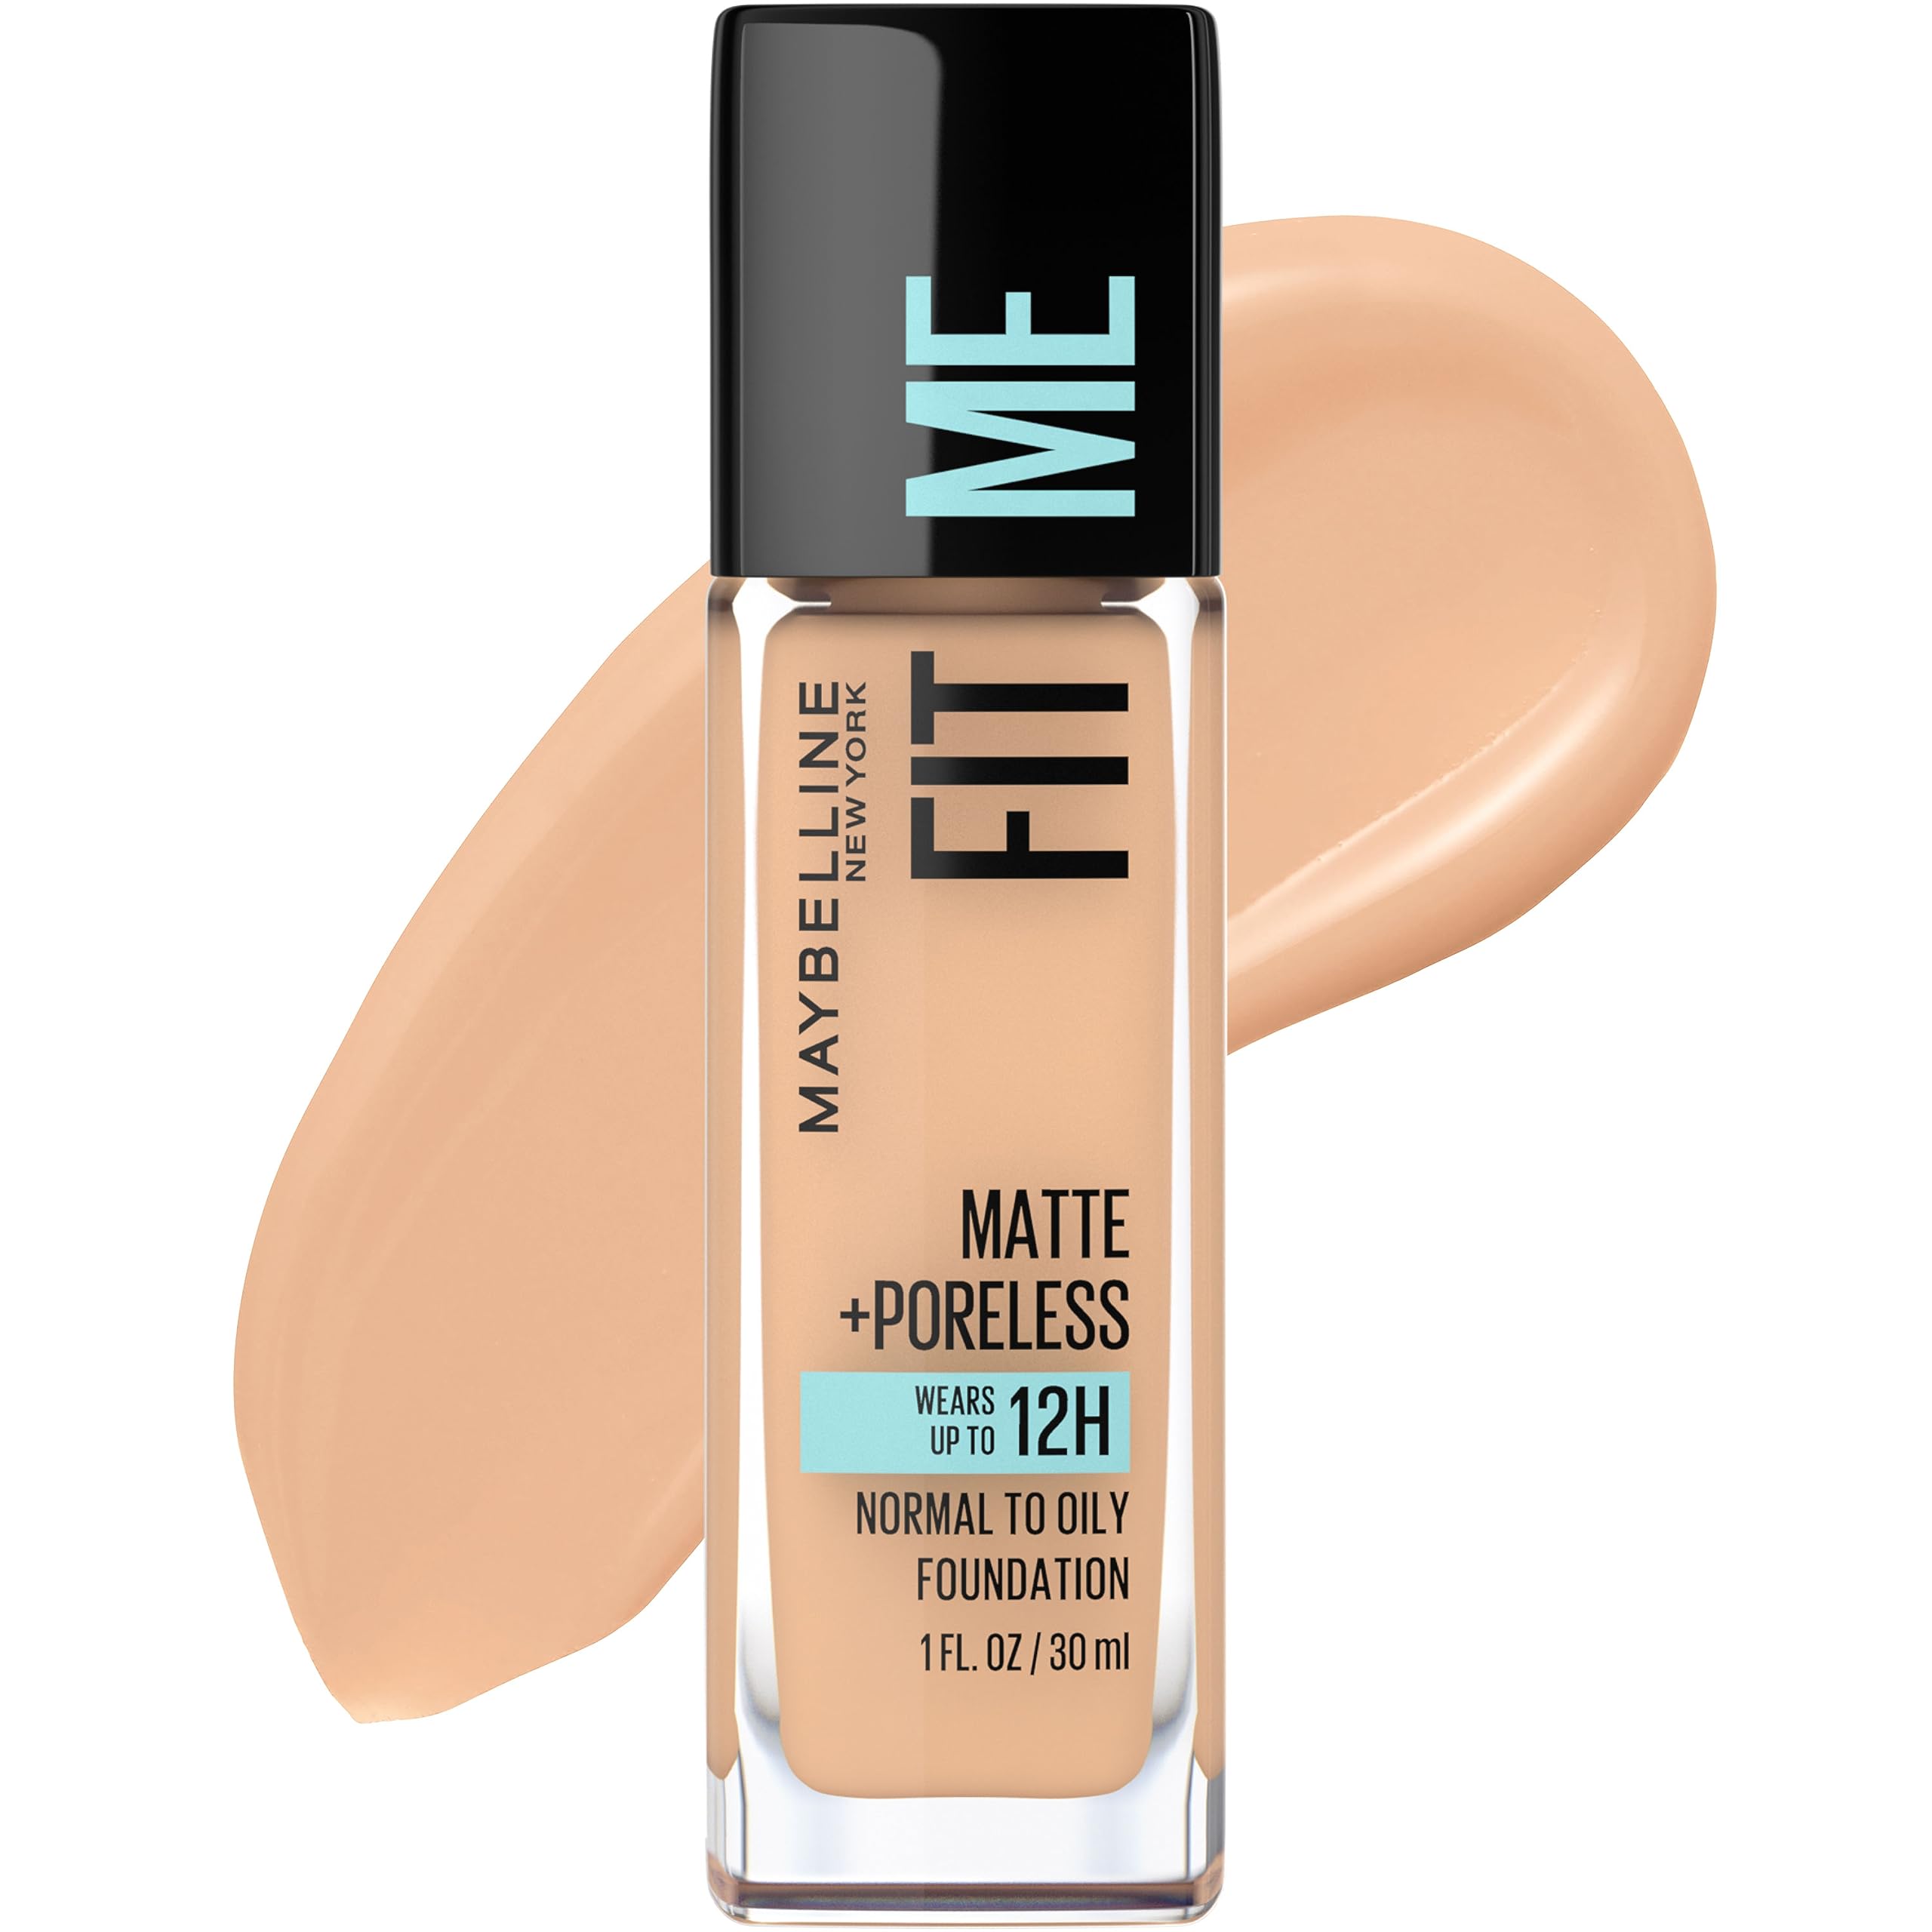 FIT ME
MAYBELLINE
NEW YORK
MATTE
+PORELESS
WEARS
UP TO 12H
NORMAL TO OILY
FOUNDATION
1 FL. OZ / 30 ml